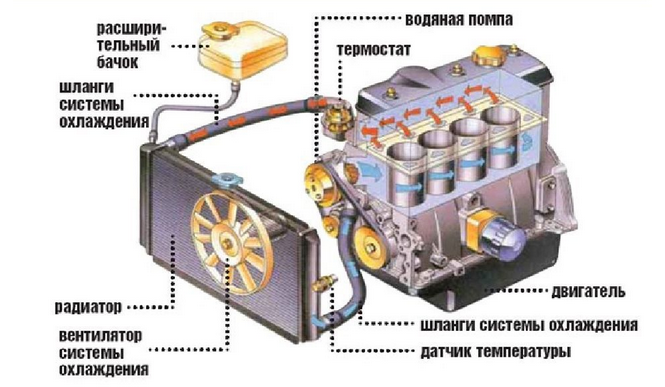 расшири-
тельный
бачок
водяная помпа
термостат
шланги
системы
охлаждения
радиатор
вентилятор
системы
охлаждения
двигатель
шланги системы охлаждения
датчик температуры